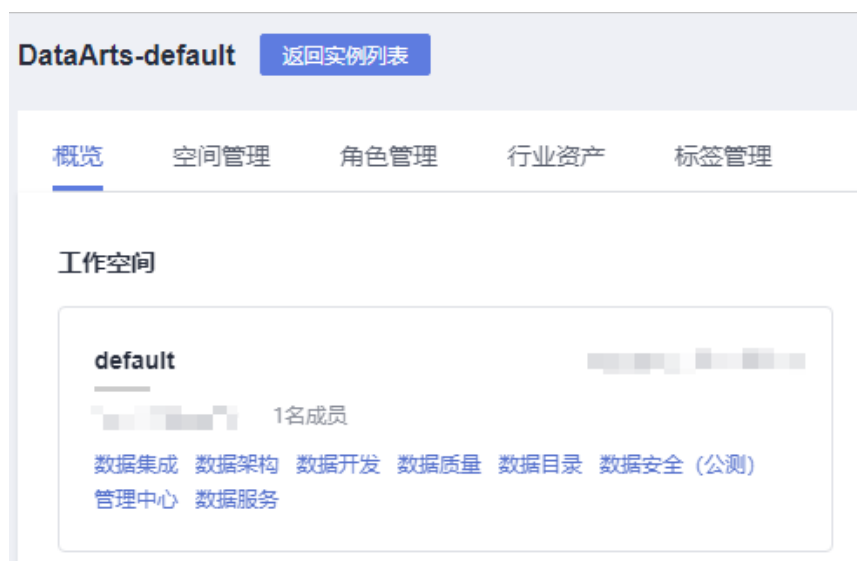 DataArts-default 返回实例列表
概览 空间管理 角色管理 行业资产 标签管理
工作空间
default
1名成员
数据集成 数据架构 数据开发 数据质量 数据目录 数据安全 (公测)
管理中心 数据服务